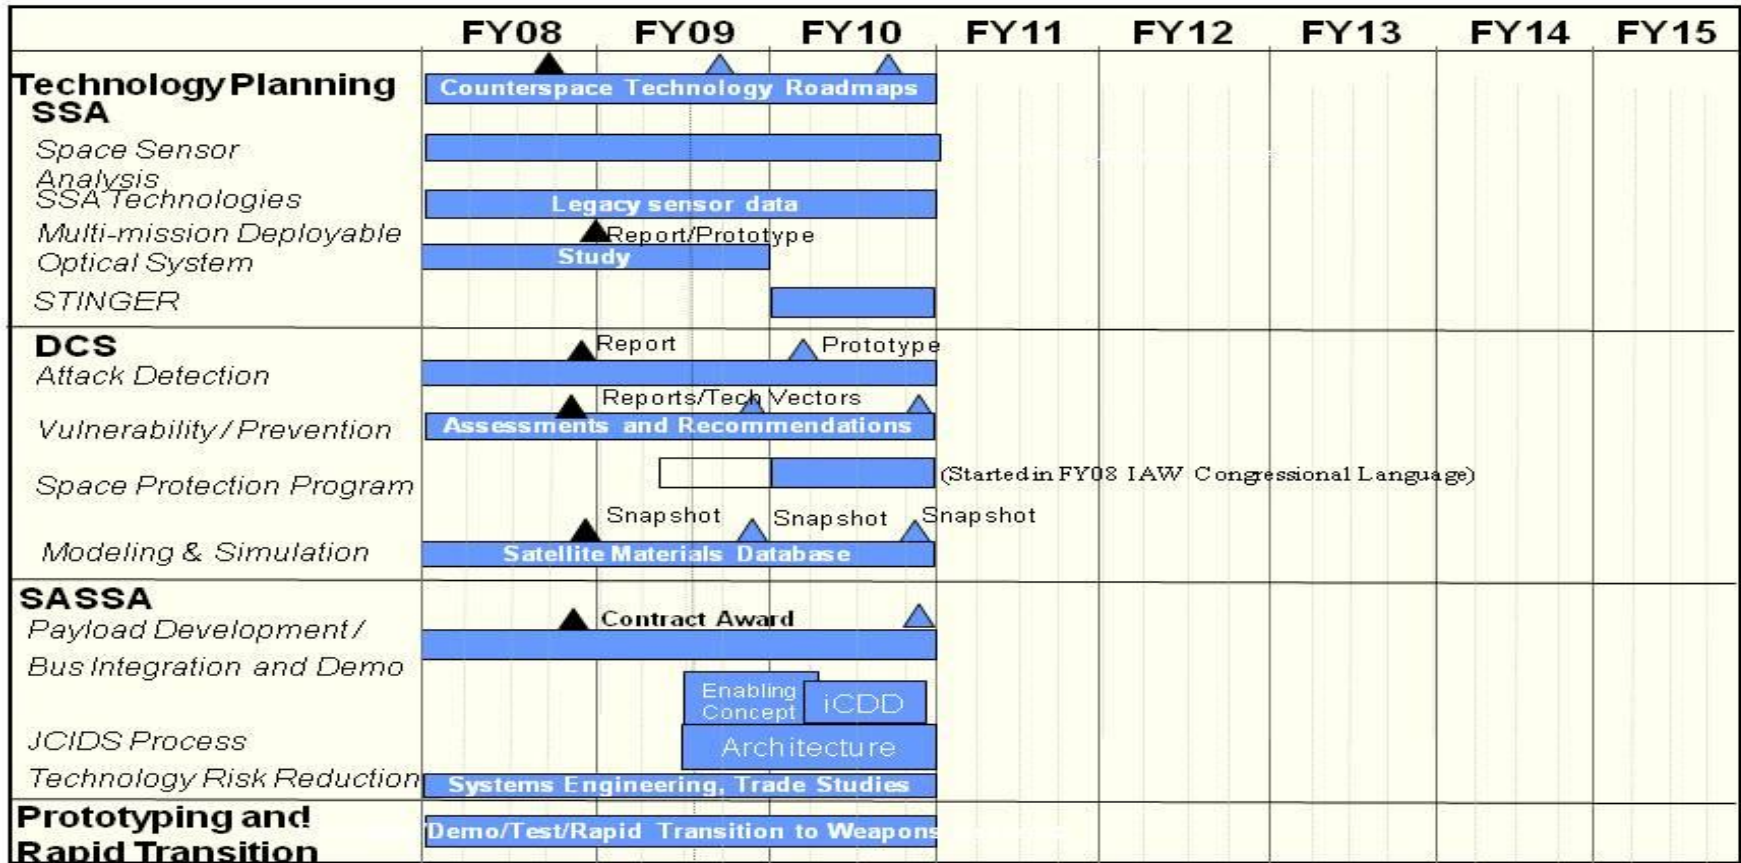 FY08 FY09 FY10 FY11 FY12 FY13 FY14 FY15
Technology Planning
Counterspace Technology Roadmaps
SSA
Space Sensor
Analysis
SSA Technologies
Legacy sensor data
Multi-mission Deployable
Optical System
Report/Prototype
Study
STINGER
DCS
Report
Prototype
Attack Detection
Reports/Tech Vectors
Vulnerability/Prevention
Assessments and Recommendations
Space Protection Program
(Started in FY08 IAW Congressional Language)
Snapshot Snapshot Snapshot
Modeling & Simulation
Satellite Materials Database
SASSA
Payload Development/
Bus Integration and Demo
Contract Award
Enabling
Concept
iCDD
JCIDS Process
Architecture
Technology Risk Reduction
Systems Engineering, Trade Studies
Prototyping and
Rapid Transition
/Demo/Test/Rapid Transition to Weapons